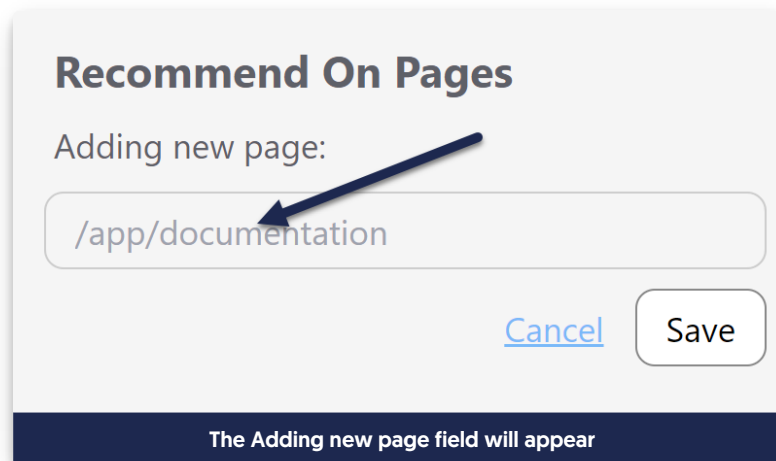 Recommend On Pages
Adding new page:
/app/documentation
Cancel
Save
The Adding new page field will appear